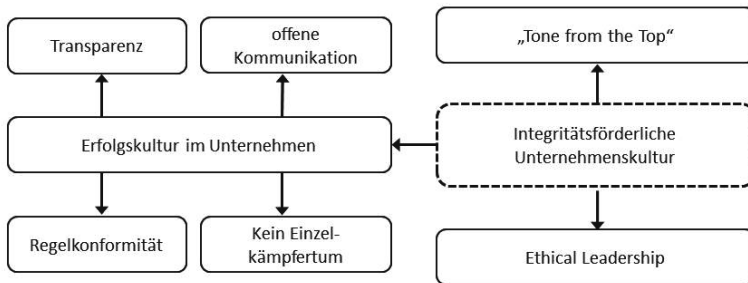 Transparenz
offene
Kommunikation
„Tone from the Top“
Erfolgskultur im Unternehmen
Integritätsförderliche
Unternehmenskultur
Regelkonformität
Kein Einzel-
kämpfertum
Ethical Leadership